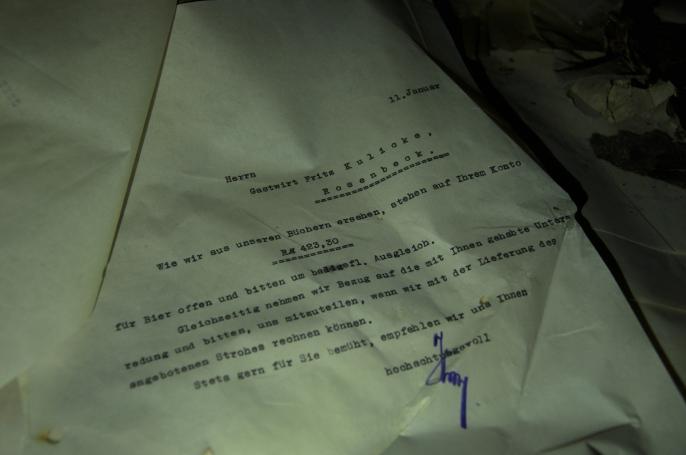 11.Januar
Herrn
Gastwirt Fritz K u l i c k e ,
R o s e n b e c k .
Wie wir aus unseren Büchern ersehen, stehen auf Ihrem Konto
RM 423,30
für Bier offen und bitten um baldgefl. Ausgleich.
Gleichzeitig nehmen wir Bezug auf die mit Ihnen gehabte Unter=
redung und bitten, uns mitzuteilen, wann wir mit der Lieferung des
angebotenen Strohes rechnen können.
Stets gern für Sie bemüht, empfehlen wir uns Ihnen
hochachtungsvoll